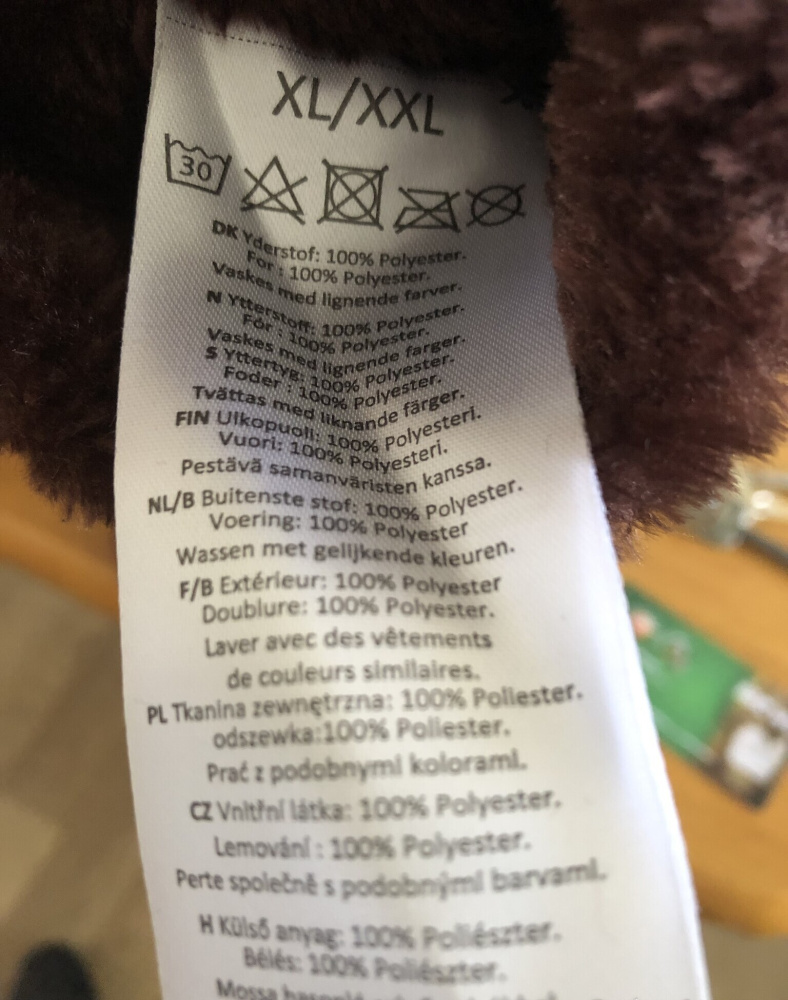 XL/XXL
30
DK Yderstof: 100% Polyester.
For : 100% Polyester.
Vaskes med lignende farver.
N Ytterstoff: 100% Polyester.
Fôr : 100% Polyester.
Vaskes med lignende farger.
S Yttertyg: 100% Polyester.
Foder : 100% Polyester.
Tvättas med liknande färger.
FIN Ulkopuoli: 100% Polyesteri.
Vuori: 100% Polyesteri.
Pestävä samanväristen kanssa.
NL/B Buitenste stof: 100% Polyester.
Voering: 100% Polyester
Wassen met gelijkende kleuren.
F/B Extérieur: 100% Polyester
Doublure: 100% Polyester.
Laver avec des vêtements
de couleurs similaires.
PL Tkanina zewnętrzna: 100% Poliester.
odszewka:100% Poliester.
Prać z podobnymi kolorami.
CZ Vnitřní látka: 100% Polyester.
Lemování : 100% Polyester.
Perte společně s podobnými barvami.
H Külső anyag: 100% Poliészter.
Bélés: 100% Poliészter.
Mossa